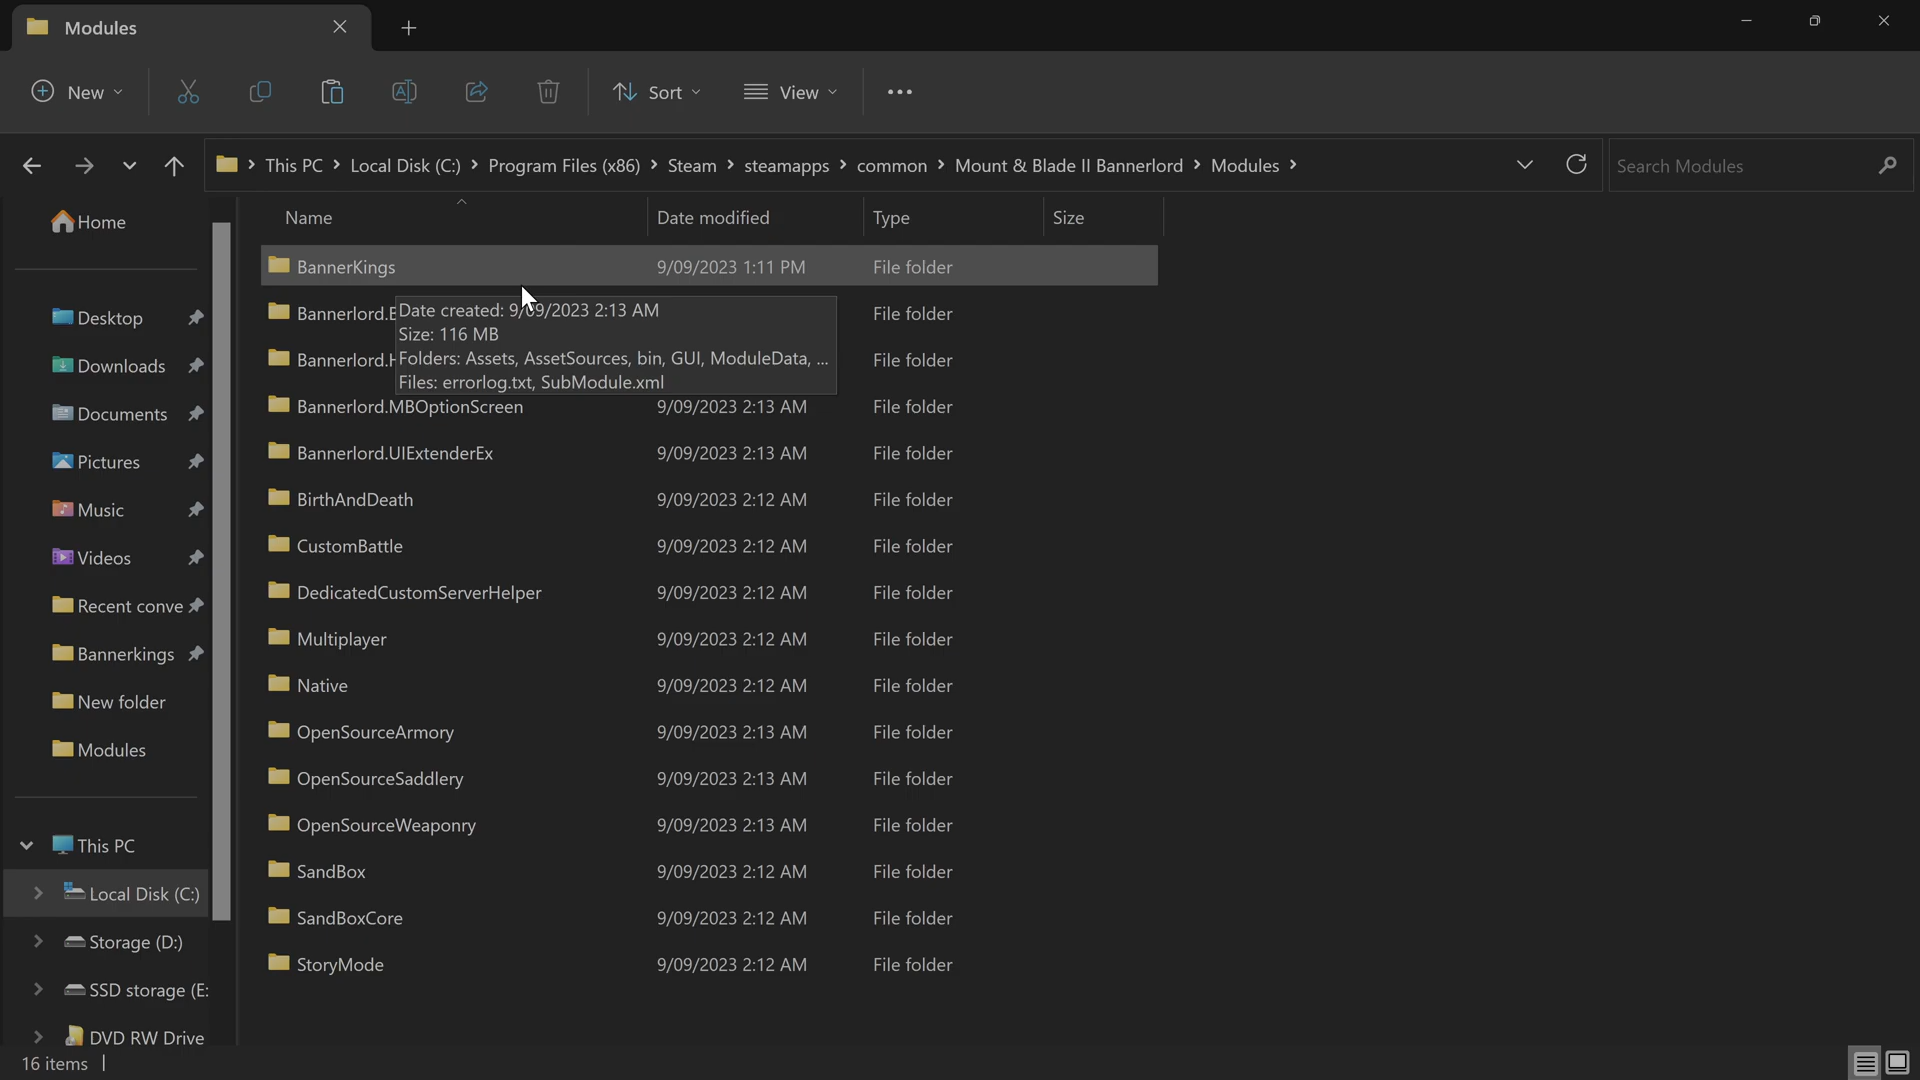 Modules
New
Sort
View
This PC > Local Disk (C:) > Program Files (x86) > Steam > steamapps > common > Mount & Blade II Bannerlord > Modules >
Search Modules
Home
Desktop
Downloads
Documents
Pictures
Music
Videos
Recent conve
Bannerkings
New folder
Modules
This PC
Local Disk (C:)
Storage (D:)
SSD storage (E:
DVD RW Drive
Name Date modified Type Size
BannerKings 9/09/2023 1:11 PM File folder
Bannerlord. File folder
Bannerlord. File folder
Date created: 9/09/2023 2:13 AM
Size: 116 MB
Folders: Assets, AssetSources, bin, GUI, ModuleData, ...
Files: errorlog.txt, SubModule.xml
Bannerlord.MBOptionScreen 9/09/2023 2:13 AM File folder
Bannerlord.UIExtenderEx 9/09/2023 2:13 AM File folder
BirthAndDeath 9/09/2023 2:12 AM File folder
CustomBattle 9/09/2023 2:12 AM File folder
DedicatedCustomServerHelper 9/09/2023 2:12 AM File folder
Multiplayer 9/09/2023 2:12 AM File folder
Native 9/09/2023 2:12 AM File folder
OpenSourceArmory 9/09/2023 2:13 AM File folder
OpenSourceSaddlery 9/09/2023 2:13 AM File folder
OpenSourceWeaponry 9/09/2023 2:13 AM File folder
SandBox 9/09/2023 2:12 AM File folder
SandBoxCore 9/09/2023 2:12 AM File folder
StoryMode 9/09/2023 2:12 AM File folder
16 items